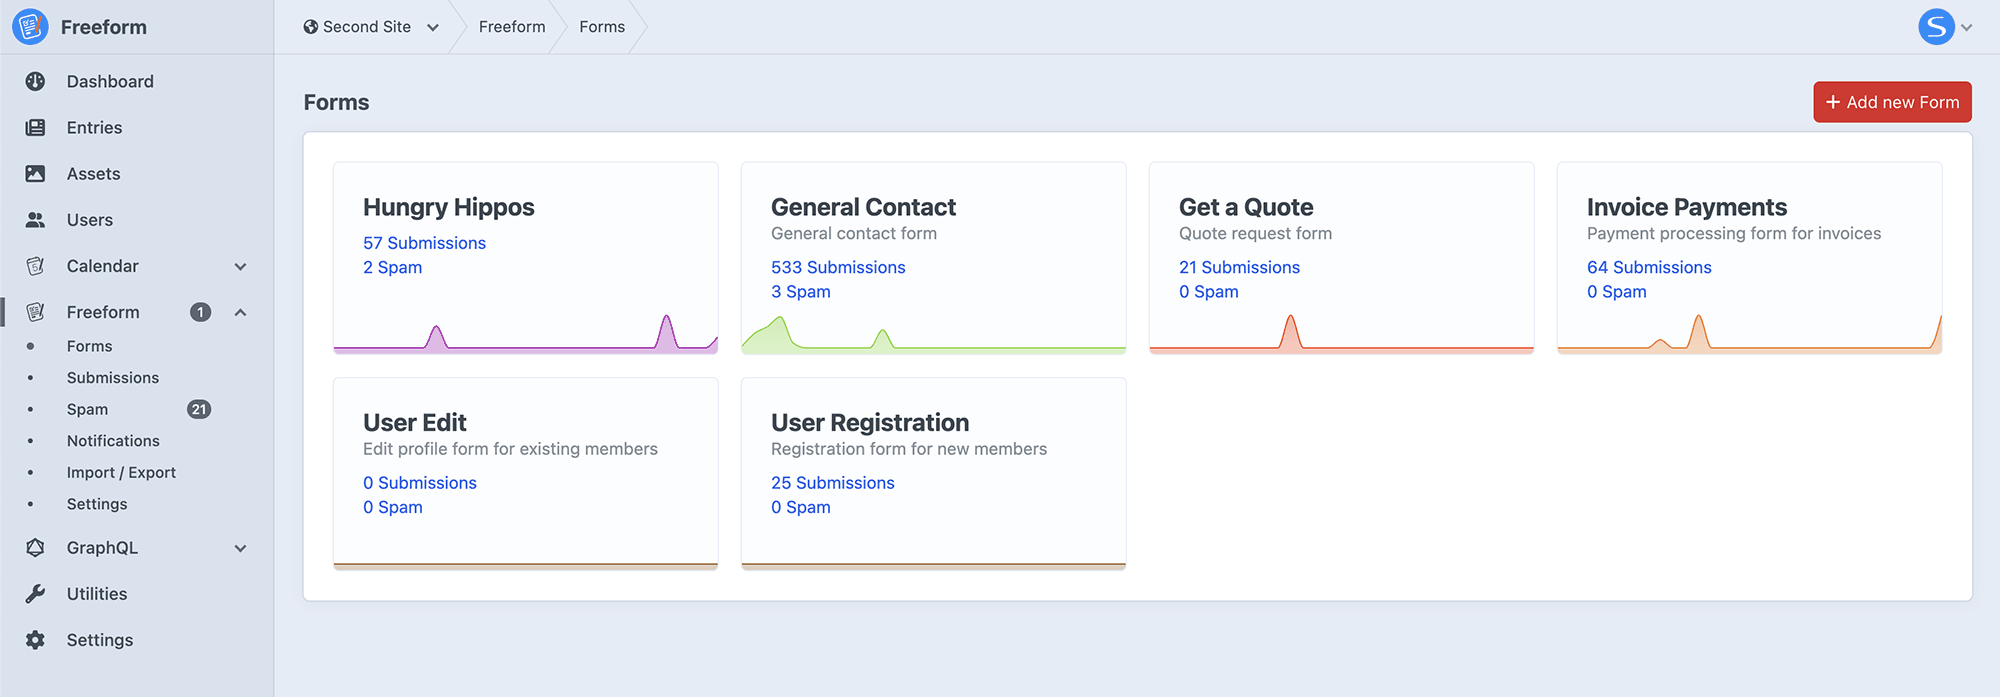 Freeform
Second Site
Freeform
Forms
S
Dashboard
Entries
Assets
Users
Calendar
Freeform 1
Forms
Submissions
Spam 21
Notifications
Import / Export
Settings
GraphQL
Utilities
Settings
Forms
+ Add new Form
Hungry Hippos
57 Submissions
2 Spam
General Contact
General contact form
533 Submissions
3 Spam
Get a Quote
Quote request form
21 Submissions
0 Spam
Invoice Payments
Payment processing form for invoices
64 Submissions
0 Spam
User Edit
Edit profile form for existing members
0 Submissions
0 Spam
User Registration
Registration form for new members
25 Submissions
0 Spam